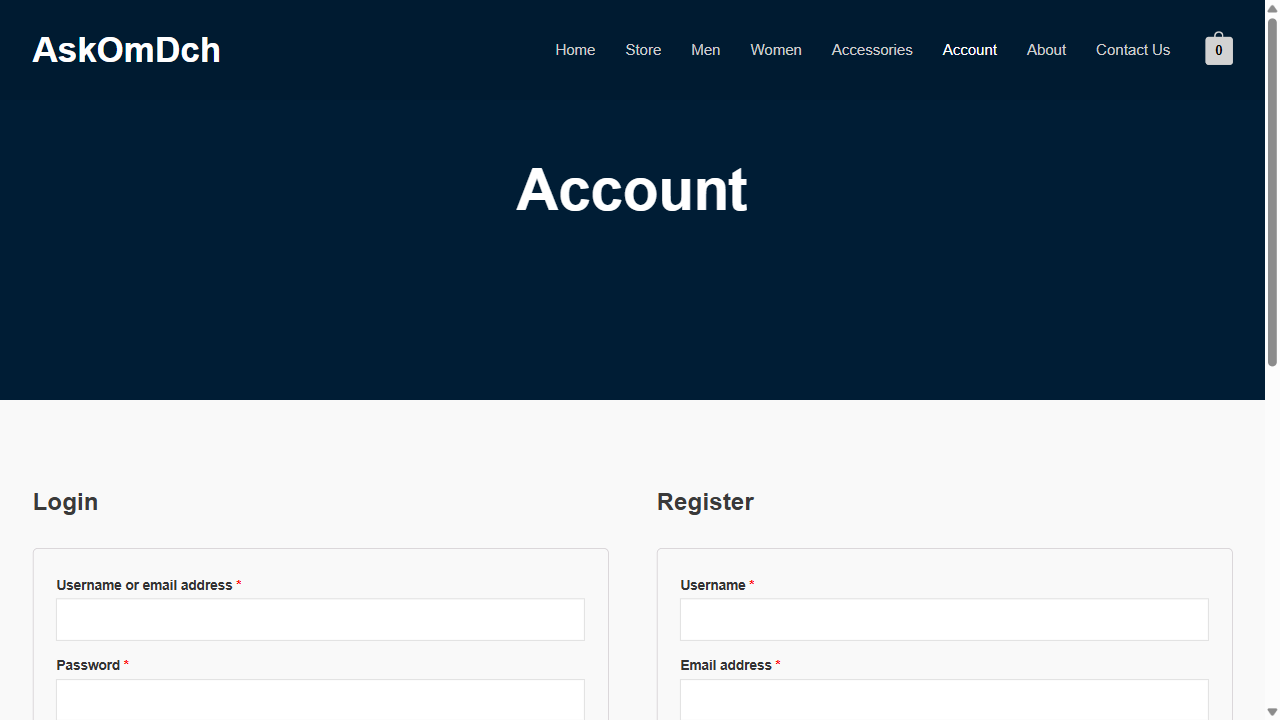 AskOmDch
Home Store Men Women Accessories Account About Contact Us 0
Account
Login
Username or email address *
Password *
Register
Username *
Email address *